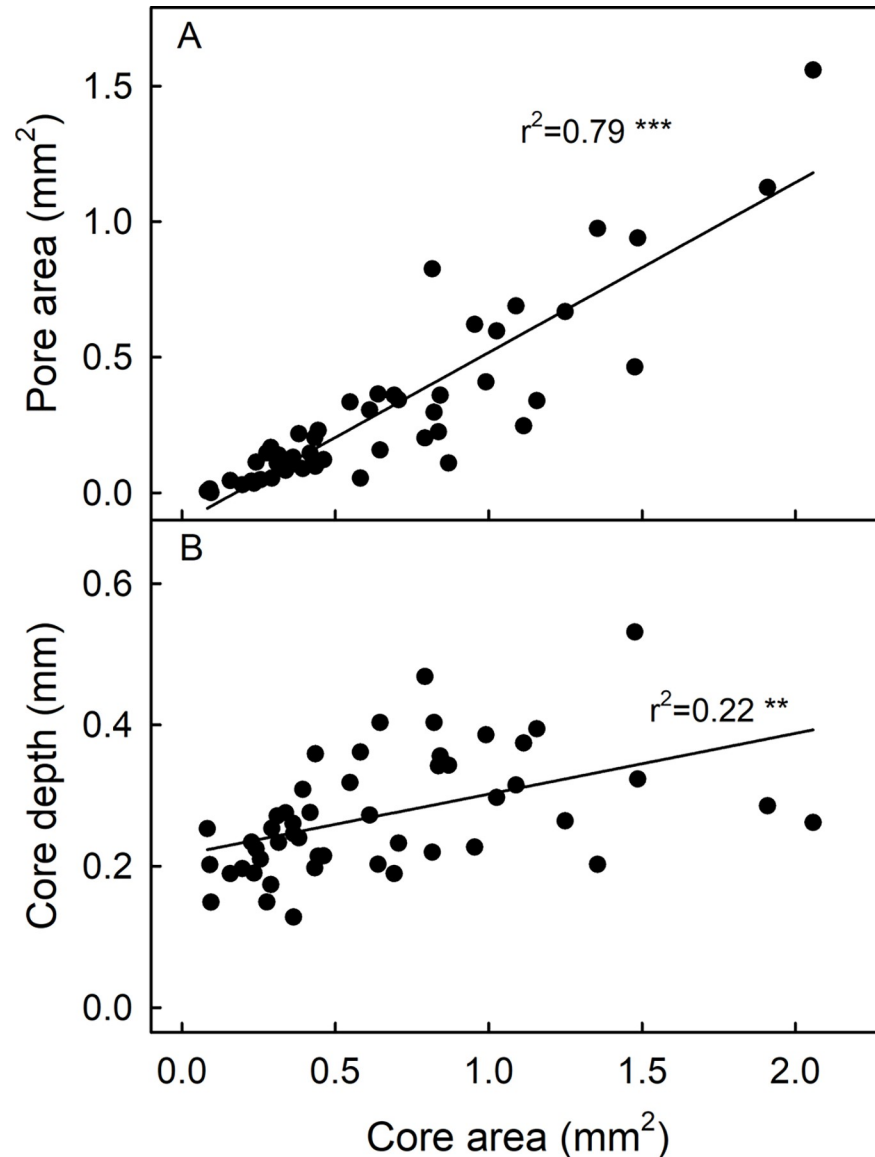 A
1.5
r²=0.79 ***
1.0
Pore area (mm²)
0.5
0.0
B
0.6
r²=0.22 **
0.4
Core depth (mm)
0.2
0.0
0.0 0.5 1.0 1.5 2.0
Core area (mm²)